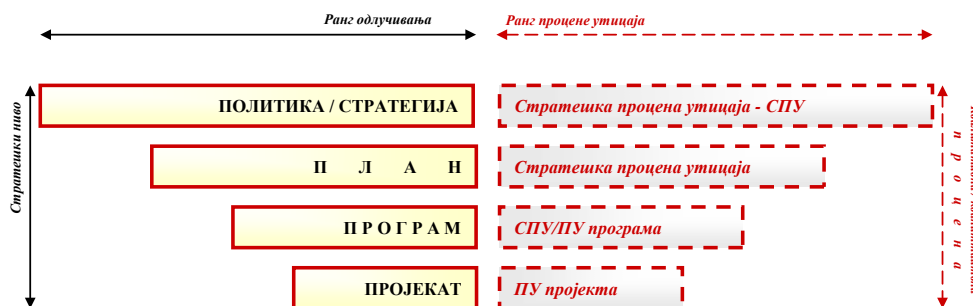 Ранг одлучивања
Ранг процене утицаја
ПОЛИТИКА / СТРАТЕГИЈА
Стратешка процена утицаја - СПУ
П Л А Н
Стратешка процена утицаја
П Р О Г Р А М
СПУ/ПУ програма
ПРОЈЕКАТ
ПУ пројекта
Стратешки ниво
п р о ц е н а